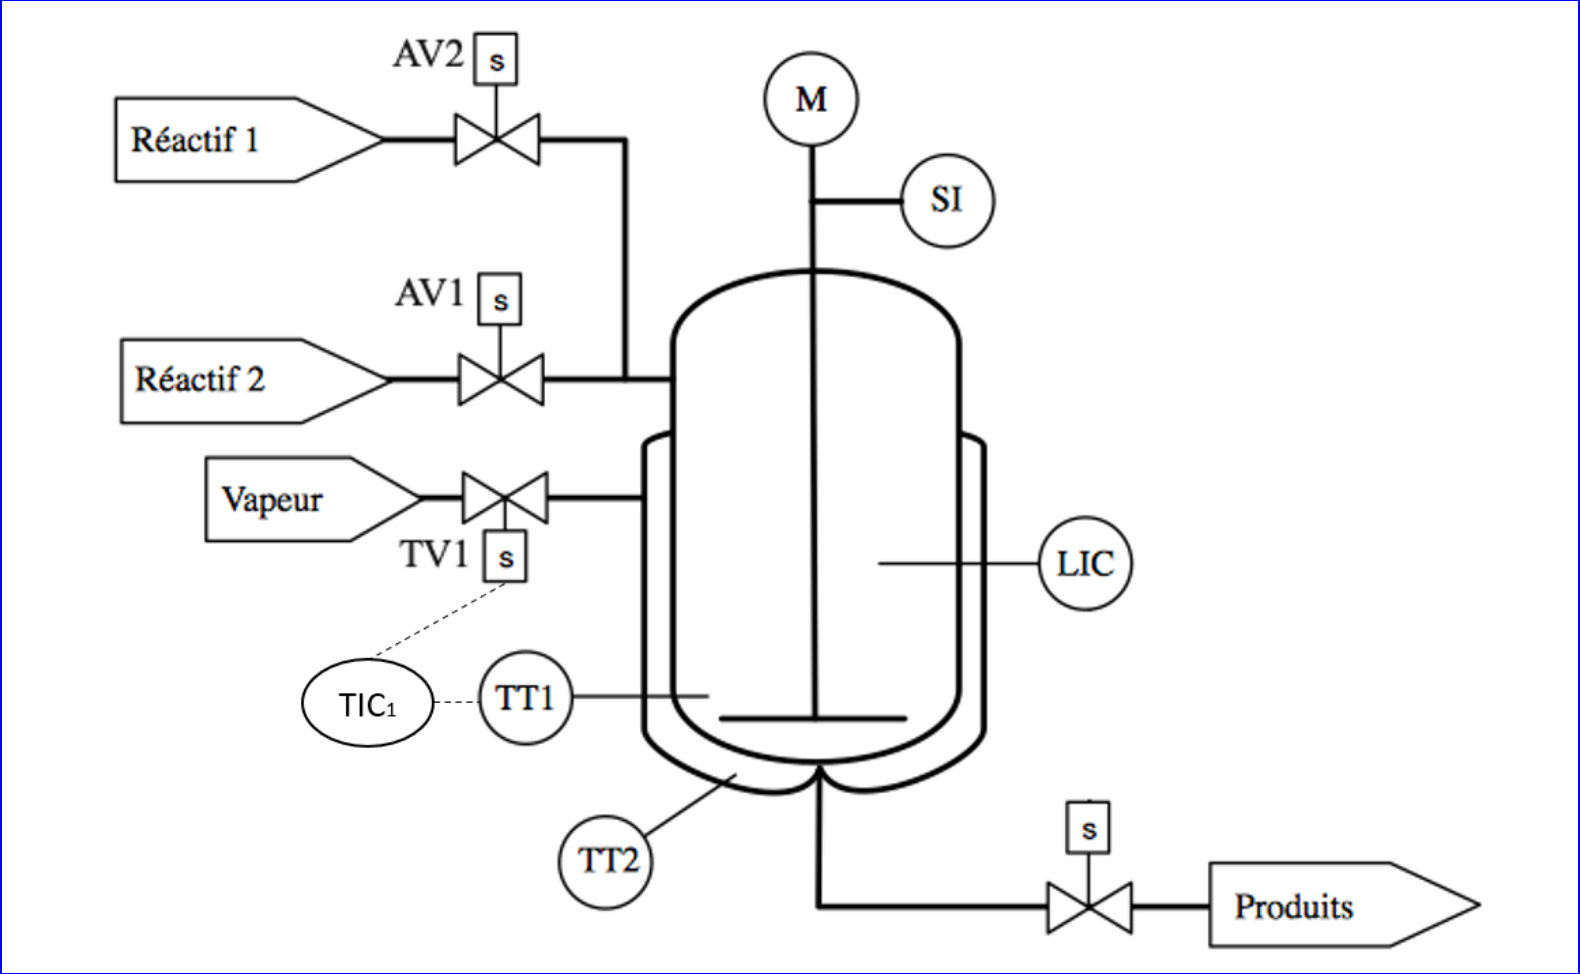 AV2
s
M
Réactif 1
SI
AV1
s
Réactif 2
Vapeur
TV1
s
LIC
TIC₁
TT1
TT2
s
Produits